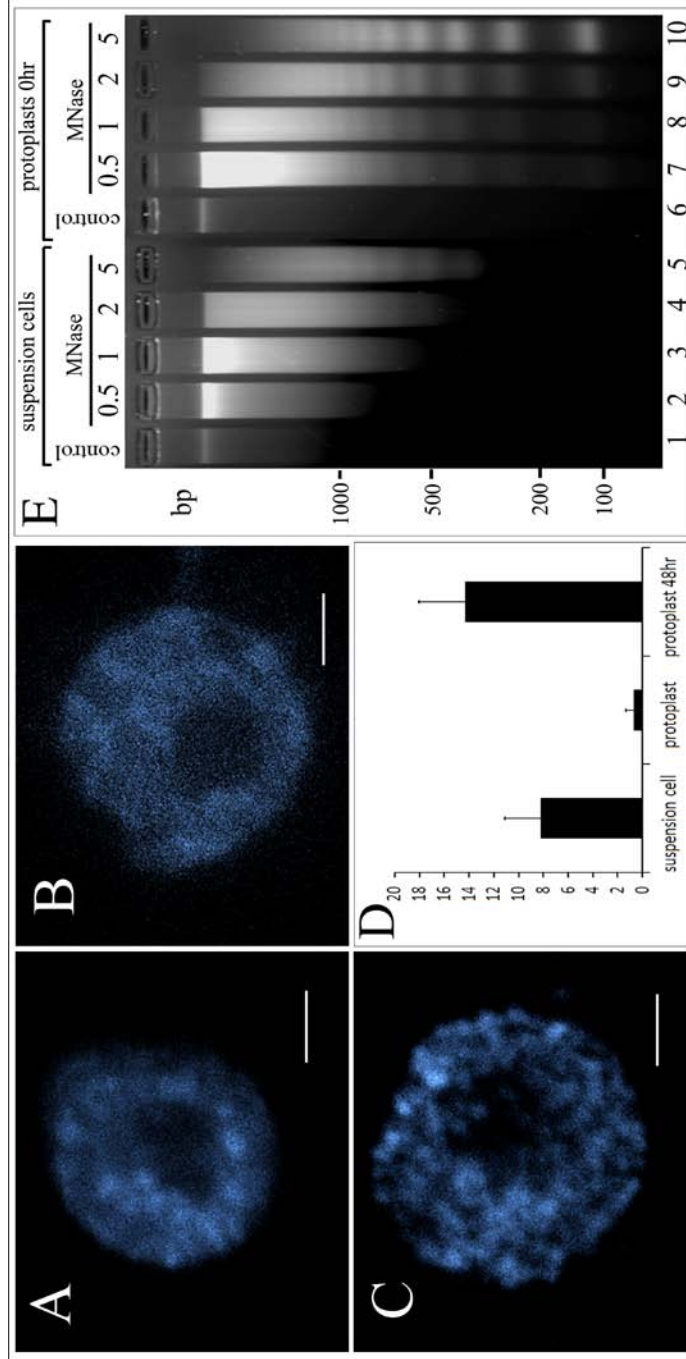 A
B
C
D
20
18
16
14
12
10
8
6
4
2
0
suspension cell
protoplast
protoplast 48hr
E
suspension cells
protoplasts 0hr
control
MNase
0.5
1
2
5
control
MNase
0.5
1
2
5
bp
1000
500
200
100
1 2 3 4 5 6 7 8 9 10